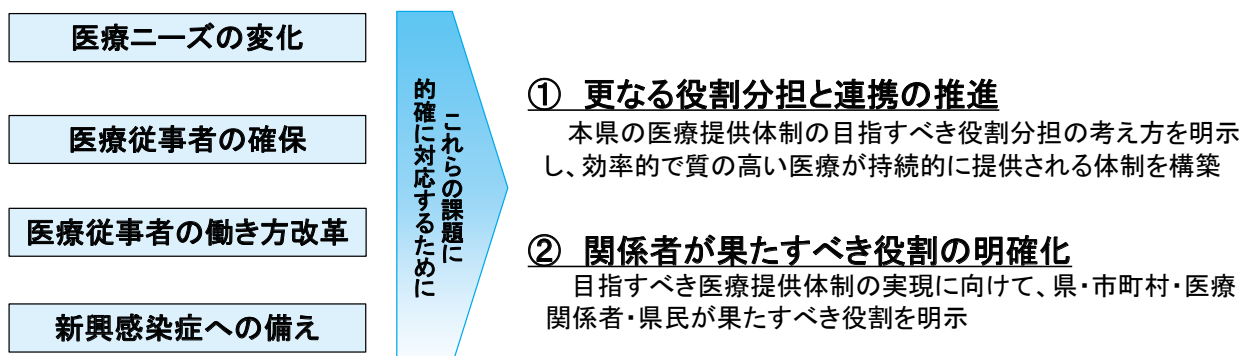 医療ニーズの変化
医療従事者の確保
医療従事者の働き方改革
新興感染症への備え
これらの課題に
的確に対応するために
① 更なる役割分担と連携の推進
本県の医療提供体制の目指すべき役割分担の考え方を明示
し、効率的で質の高い医療が持続的に提供される体制を構築
② 関係者が果たすべき役割の明確化
目指すべき医療提供体制の実現に向けて、県・市町村・医療
関係者・県民が果たすべき役割を明示